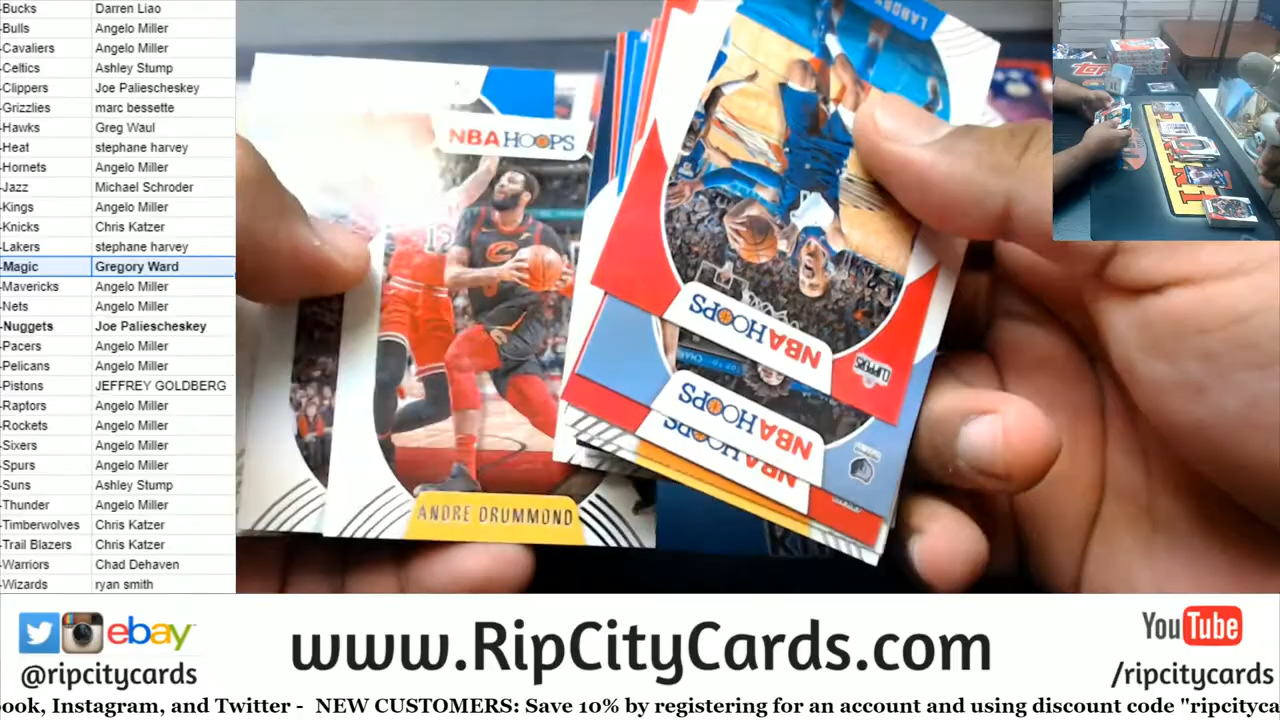 -Bucks Darren Liao
-Bulls Angelo Miller
-Cavaliers Angelo Miller
-Celtics Ashley Stump
-Clippers Joe Paliescheskey
-Grizzlies marc bessette
-Hawks Greg Waul
-Heat stephane harvey
-Hornets Angelo Miller
-Jazz Michael Schroder
-Kings Angelo Miller
-Knicks Chris Katzer
-Lakers stephane harvey
-Magic Gregory Ward
-Mavericks Angelo Miller
-Nets Angelo Miller
-Nuggets Joe Paliescheskey
-Pacers Angelo Miller
-Pelicans Angelo Miller
-Pistons JEFFREY GOLDBERG
-Raptors Angelo Miller
-Rockets Angelo Miller
-Sixers Angelo Miller
-Spurs Angelo Miller
-Suns Ashley Stump
-Thunder Angelo Miller
-Timberwolves Chris Katzer
-Trail Blazers Chris Katzer
-Warriors Chad Dehaven
-Wizards ryan smith
NBA HOOPS
12
ANDRE DRUMMOND
NBA HOOPS
CLIPPERS
NBA HOOPS
NBA HOOPS
ebay
@ripcitycards
www.RipCityCards.com
YouTube
/ripcitycards
ook, Instagram, and Twitter - NEW CUSTOMERS: Save 10% by registering for an account and using discount code "ripcityca